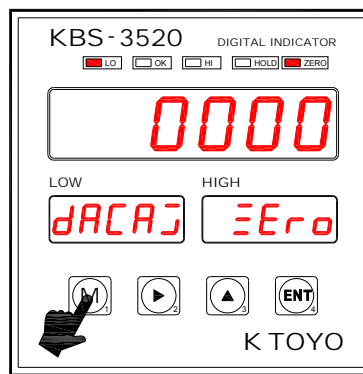 KBS-3520 DIGITAL INDICATOR
LO OK HI HOLD ZERO
0000
LOW HIGH
ZEro
M 1 2 3 ENT 4
K TOYO